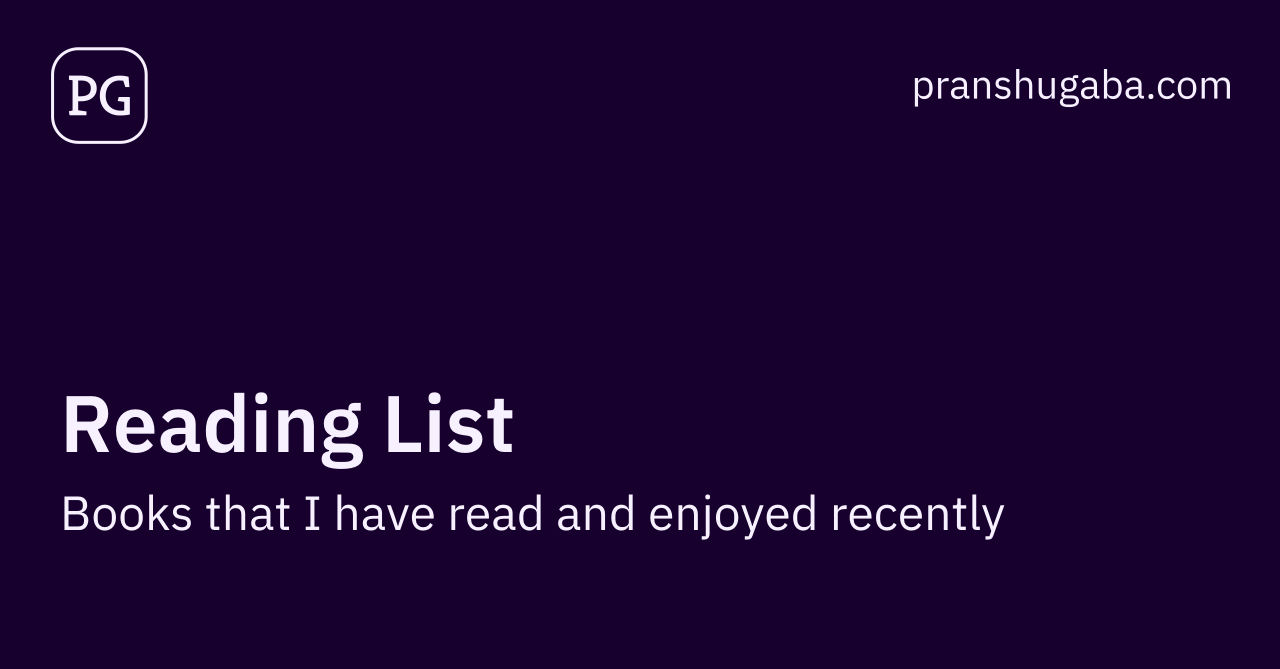 PG
pranshugaba.com
Reading List
Books that I have read and enjoyed recently